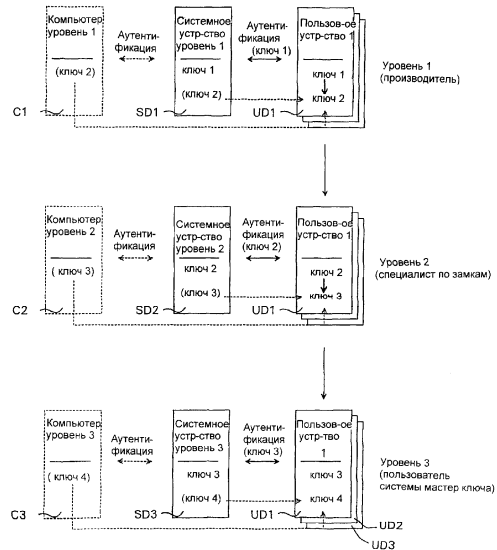 Компьютер
уровень 1
(ключ 2)
C1
Аутенти-
фикация
Системное
устр-ство
уровень 1
ключ 1
(ключ 2)
SD1
Аутенти-
фикация
(ключ 1)
Пользов-ое
устр-ство 1
ключ 1
ключ 2
UD1
Уровень 1
(производитель)
Компьютер
уровень 2
( ключ 3)
C2
Аутенти-
фикация
Системное
устр-ство
уровень 2
ключ 2
(ключ 3)
SD2
Аутенти-
фикация
(ключ 2)
Пользов-ое
устр-ство 1
ключ 2
ключ 3
UD1
Уровень 2
(специалист по замкам)
Компьютер
уровень 3
( ключ 4)
C3
Аутенти-
фикация
Системное
устр-ство
уровень 3
ключ 3
(ключ 4)
SD3
Аутенти-
фикация
(ключ 3)
Пользов-ое
устр-тво
1
ключ 3
ключ 4
UD1
UD2
UD3
Уровень 3
(пользователь
системы мастер ключа)